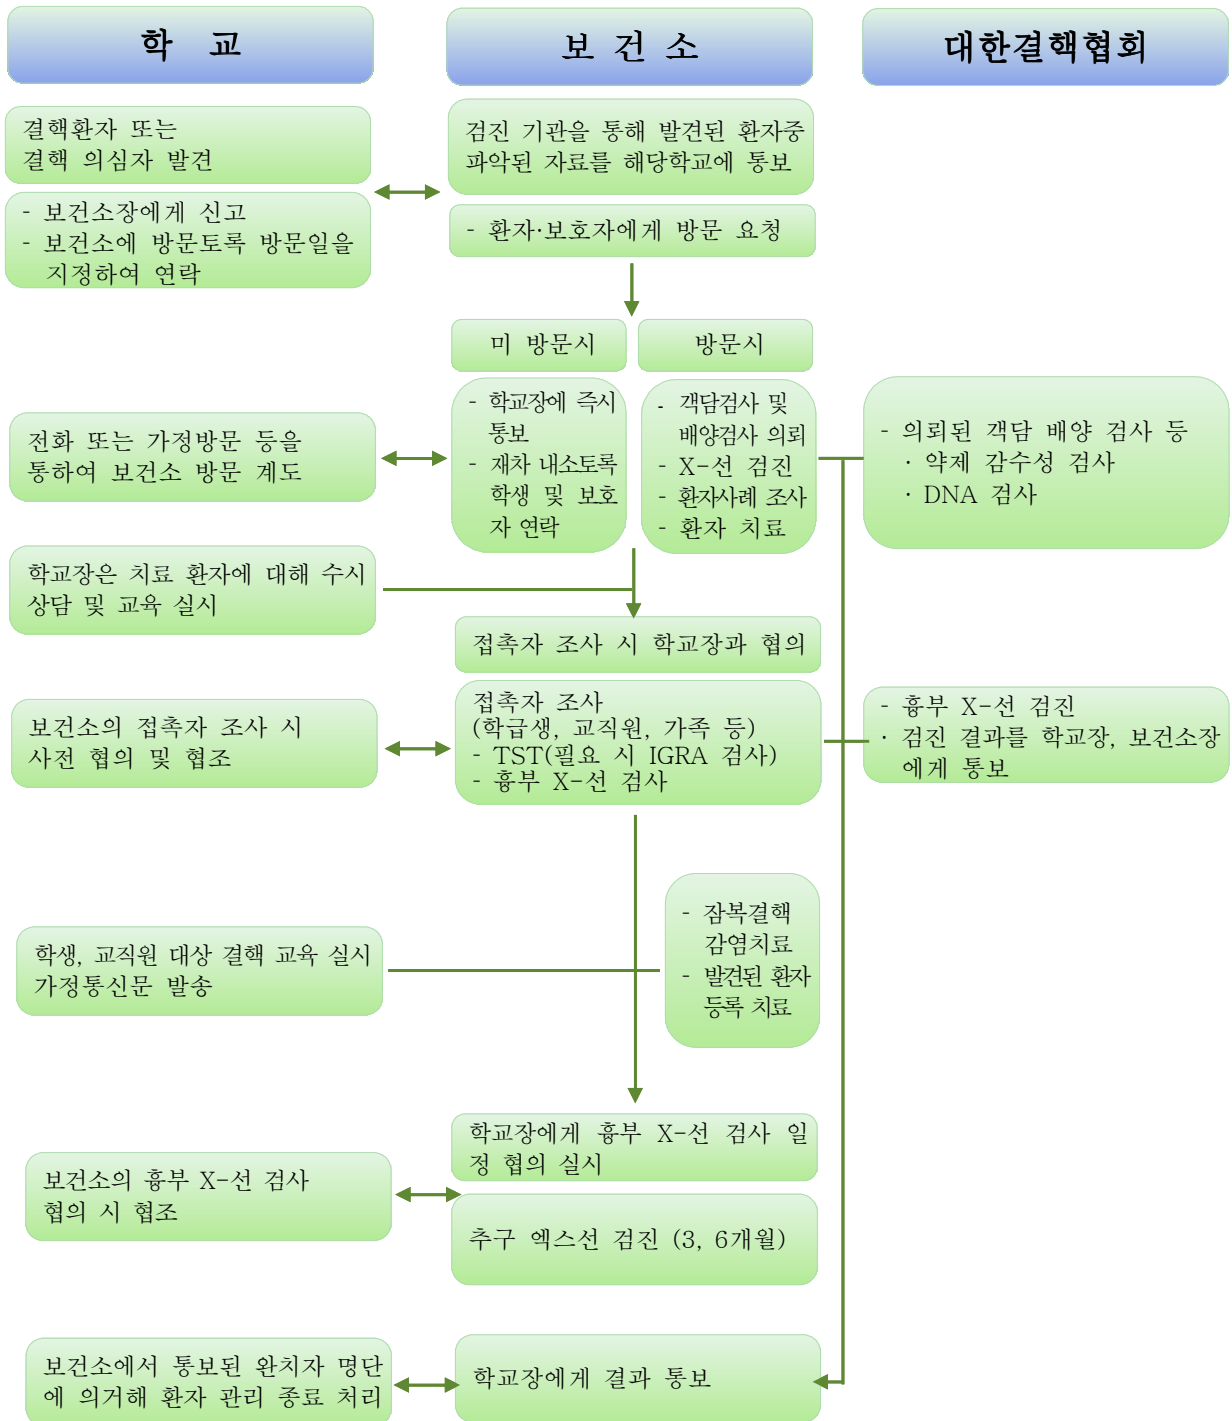 학 교
보 건 소
대한결핵협회
결핵환자 또는
결핵 의심자 발견
검진 기관을 통해 발견된 환자중
파악된 자료를 해당학교에 통보
- 보건소장에게 신고
- 보건소에 방문토록 방문일을
지정하여 연락
- 환자·보호자에게 방문 요청
미 방문시
방문시
- 학교장에 즉시
통보
- 재차 내소토록
학생 및 보호
자 연락
- 객담검사 및
배양검사 의뢰
- X-선 검진
- 환자사례 조사
- 환자 치료
- 의뢰된 객담 배양 검사 등
· 약제 감수성 검사
· DNA 검사
전화 또는 가정방문 등을
통하여 보건소 방문 계도
학교장은 치료 환자에 대해 수시
상담 및 교육 실시
접촉자 조사 시 학교장과 협의
보건소의 접촉자 조사 시
사전 협의 및 협조
접촉자 조사
(학급생, 교직원, 가족 등)
- TST(필요 시 IGRA 검사)
- 흉부 X-선 검사
- 흉부 X-선 검진
· 검진 결과를 학교장, 보건소장
에게 통보
학생, 교직원 대상 결핵 교육 실시
가정통신문 발송
- 잠복결핵
감염치료
- 발견된 환자
등록 치료
학교장에게 흉부 X-선 검사 일
정 협의 실시
보건소의 흉부 X-선 검사
협의 시 협조
추구 엑스선 검진 (3, 6개월)
보건소에서 통보된 완치자 명단
에 의거해 환자 관리 종료 처리
학교장에게 결과 통보